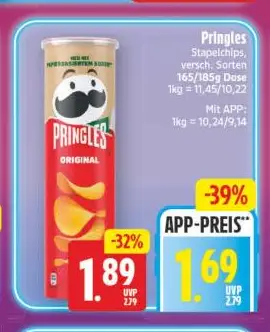 Pringles
Stapelchips,
versch. Sorten
165/185g Dose
1kg = 11,45/10,22
Mit APP:
1kg = 10,24/9,14
PRINGLES
ORIGINAL
-32%
1.89
UVP
2.79
-39%
APP-PREIS**
1.69
UVP
2.79